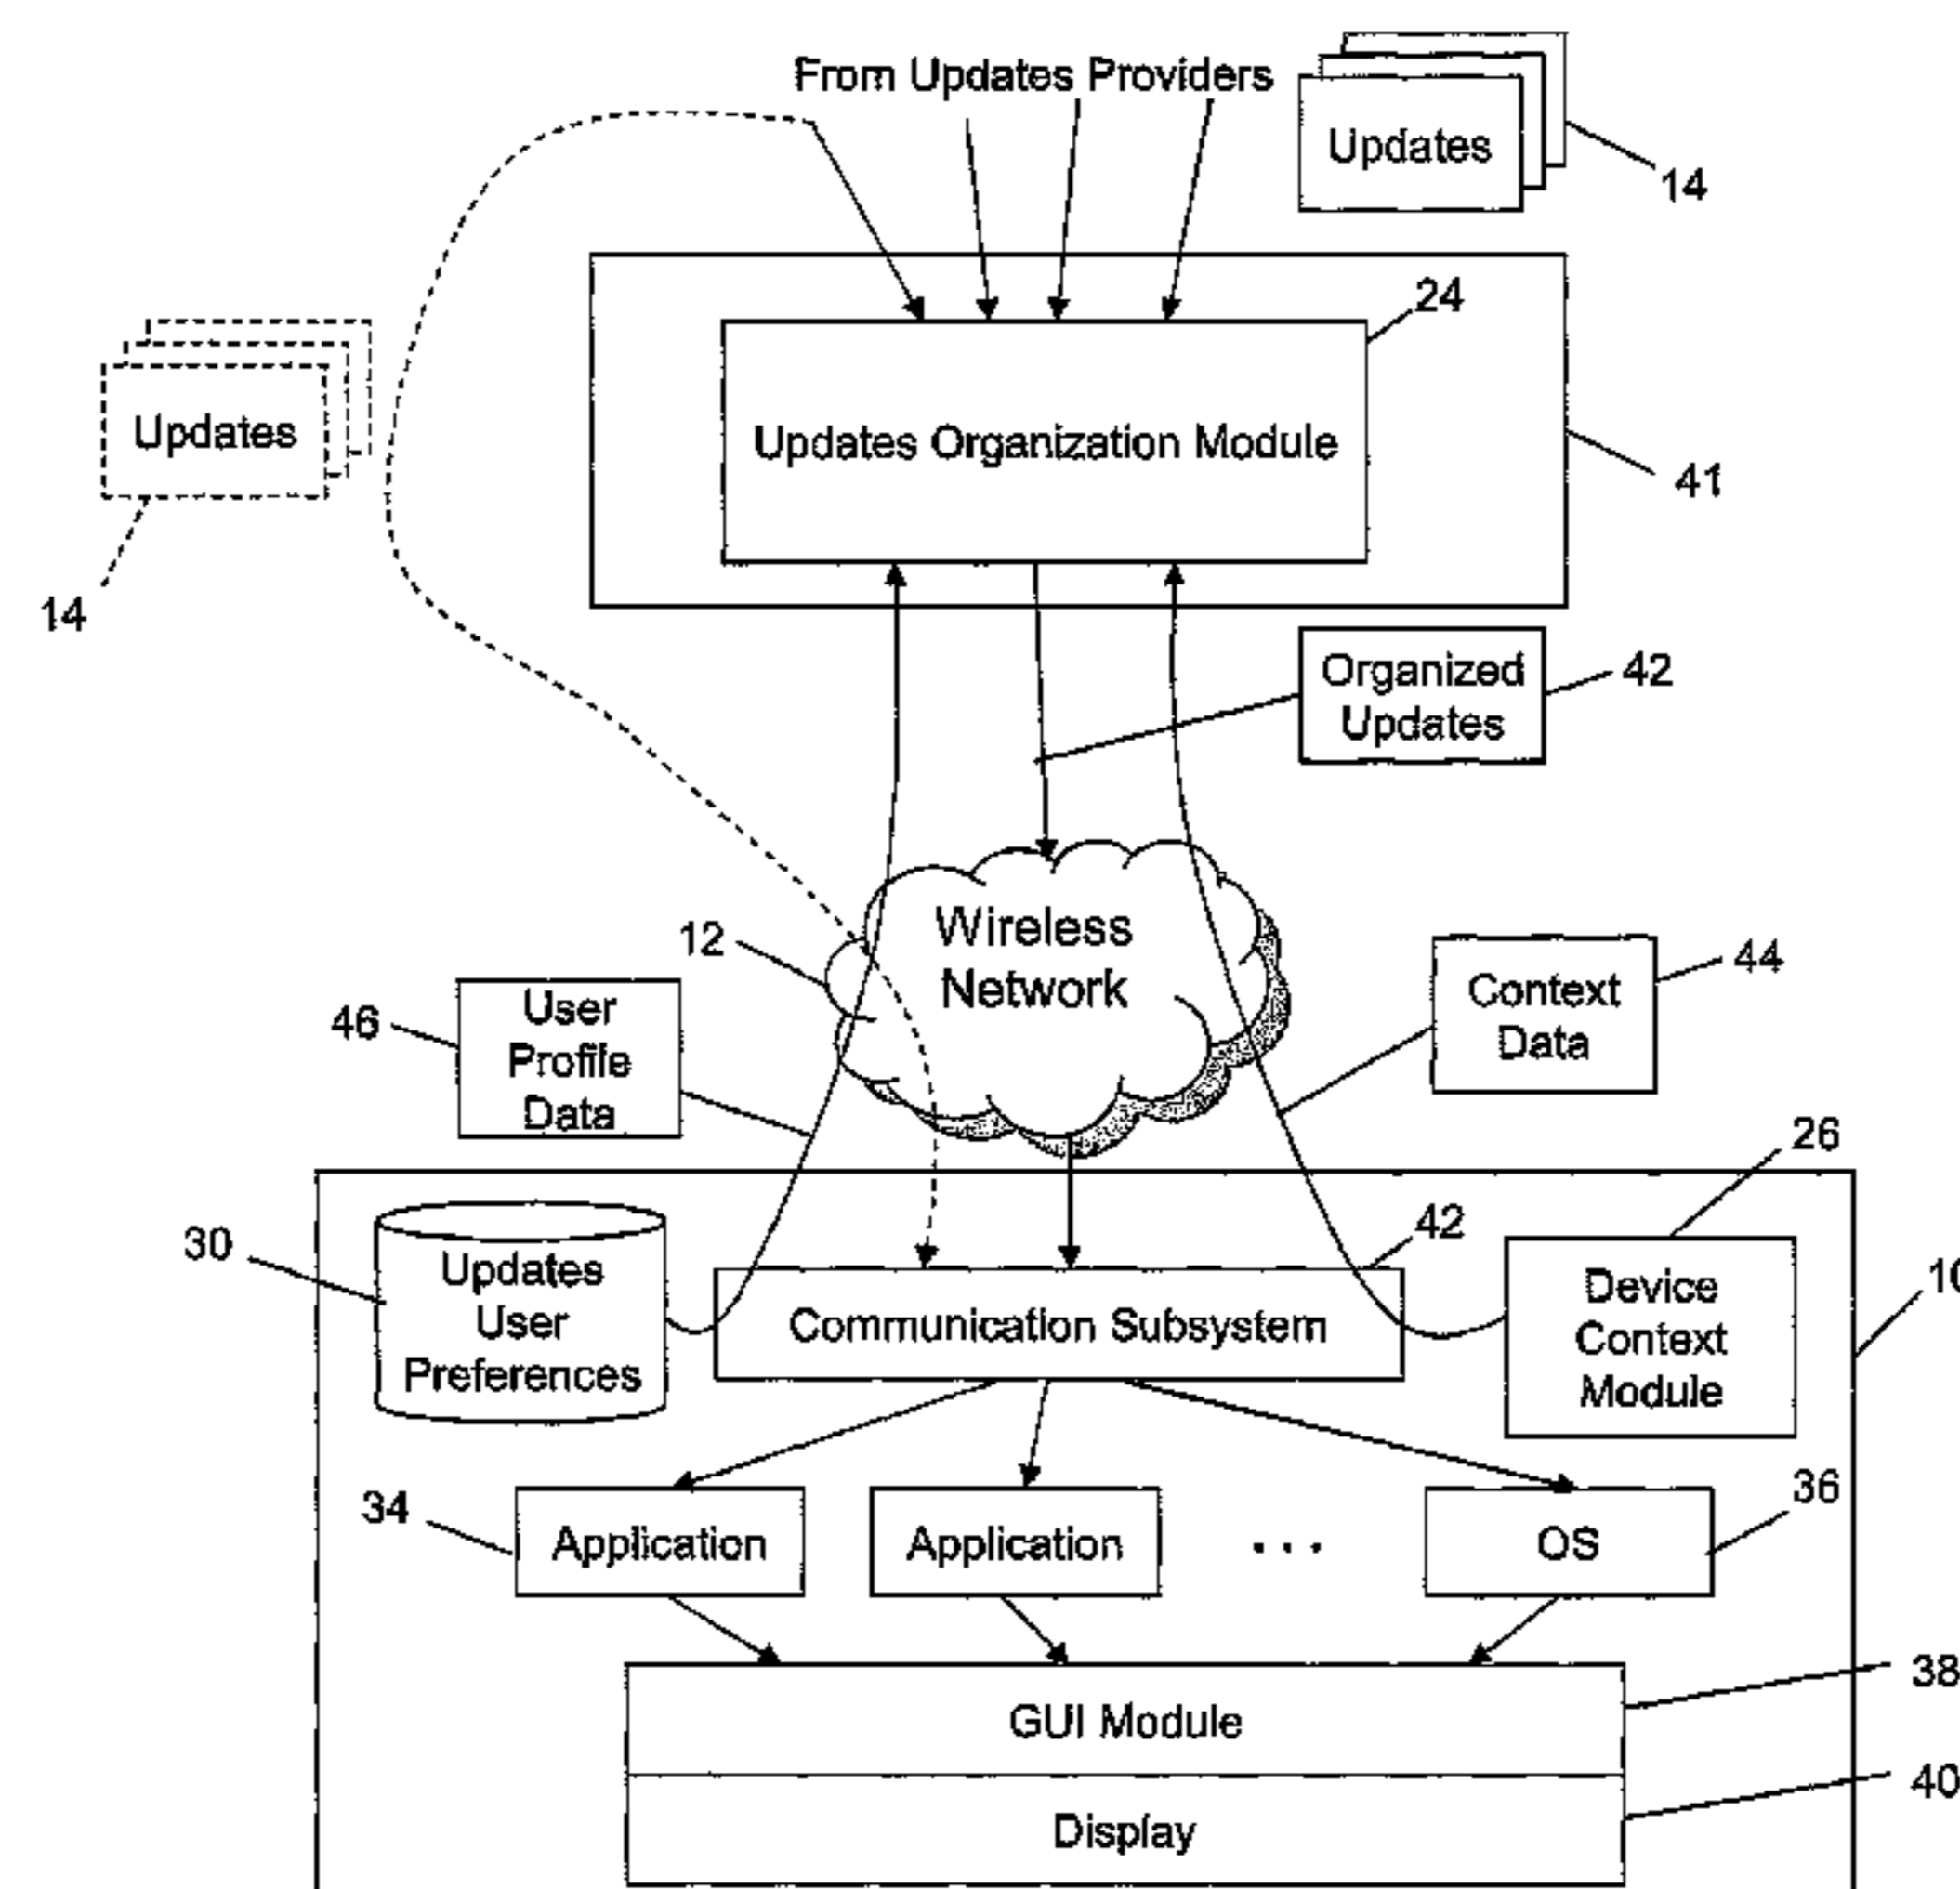 From Updates Providers
Updates
14
24
Updates
Updates Organization Module
41
14
Organized
Updates
42
12
Wireless
Network
44
Context
Data
46
User
Profile
Data
26
30
Updates
User
Preferences
42
Communication Subsystem
Device
Context
Module
10
34
Application
Application
...
OS
36
GUI Module
38
Display
40